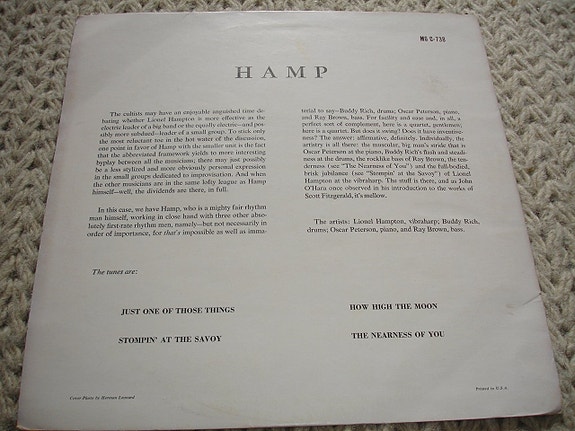 MG C-738
HAMP
The cultists may have an enjoyable anguished time de-
bating whether Lionel Hampton is more effective as the
electric leader of a big band or the equally electric—and pos-
sibly more subdued—leader of a small group. To stick only
the most reluctant toe in the hot water of the discussion,
one point in favor of Hamp with the smaller unit is the fact
that the abbreviated framework yields to more interesting
byplay between all the musicians; there may just possibly
be a less stylized and more obviously personal expression
in the small groups dedicated to improvisation. And when
the other musicians are in the same lofty league as Hamp
himself—well, the dividends are there, in full.
In this case, we have Hamp, who is a mighty fair rhythm
man himself, working in close hand with three other abso-
lutely first-rate rhythm men, namely—but not necessarily in
order of importance, for that's impossible as well as imma-
terial to say—Buddy Rich, drums; Oscar Peterson, piano,
and Ray Brown, bass. For facility and ease and, in all, a
perfect sort of complement, here is a quartet, gentlemen,
here is a quartet. But does it swing? Does it have inventive-
ness? The answer: affirmative, definitely. Individually, the
artistry is all there: the muscular, big man's stride that is
Oscar Peterson at the piano, Buddy Rich's flash and steadi-
ness at the drums, the rocklike bass of Ray Brown, the ten-
derness (see "The Nearness of You") and the full-bodied,
brisk jubilance (see "Stompin' at the Savoy") of Lionel
Hampton at the vibraharp. The stuff is there, and as John
O'Hara once observed in his introduction to the works of
Scott Fitzgerald, it's mellow.
The artists: Lionel Hampton, vibraharp; Buddy Rich,
drums; Oscar Peterson, piano, and Ray Brown, bass.
The tunes are:
JUST ONE OF THOSE THINGS
STOMPIN' AT THE SAVOY
HOW HIGH THE MOON
THE NEARNESS OF YOU
Cover Photo by Herman Leonard
Printed in U.S.A.